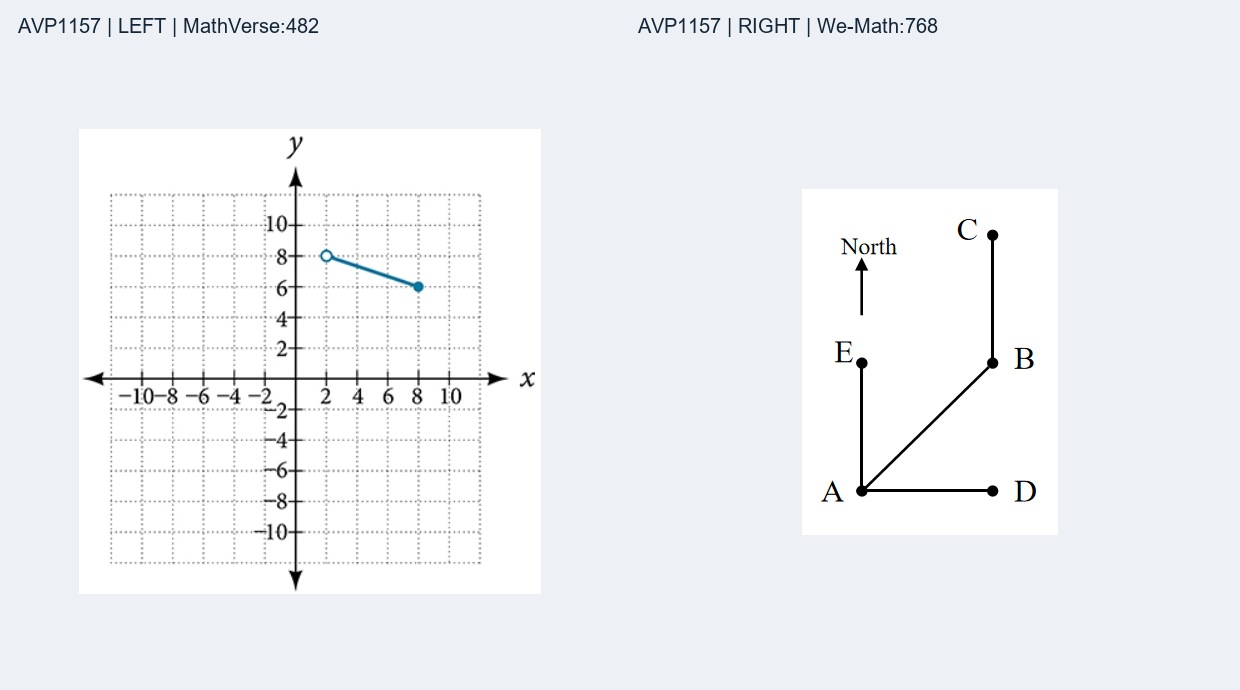 AVP1157 | LEFT | MathVerse:482
AVP1157 | RIGHT | We-Math:768
y
10
8
6
4
2
−10 −8 −6 −4 −2 2 4 6 8 10 x
−2
−4
−6
−8
−10
C
North
E
B
A
D